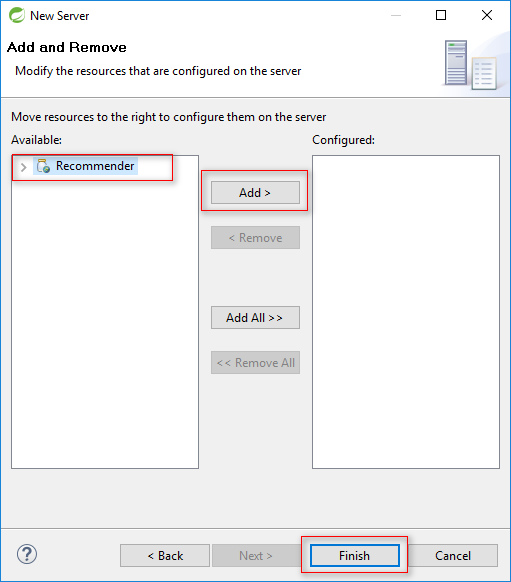 New Server
Add and Remove
Modify the resources that are configured on the server
Move resources to the right to configure them on the server
Available:
Configured:
Recommender
Add >
< Remove
Add All >>
<< Remove All
?
< Back
Next >
Finish
Cancel